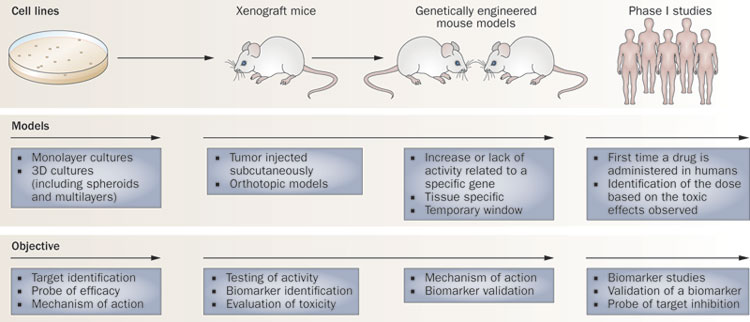 Cell lines
Xenograft mice
Genetically engineered
mouse models
Phase I studies
Models
▪ Monolayer cultures
▪ 3D cultures
(including spheroids
and multilayers)
▪ Tumor injected
subcutaneously
▪ Orthotopic models
▪ Increase or lack of
activity related to a
specific gene
▪ Tissue specific
▪ Temporary window
▪ First time a drug is
administered in humans
▪ Identification of the dose
based on the toxic
effects observed
Objective
▪ Target identification
▪ Probe of efficacy
▪ Mechanism of action
▪ Testing of activity
▪ Biomarker identification
▪ Evaluation of toxicity
▪ Mechanism of action
▪ Biomarker validation
▪ Biomarker studies
▪ Validation of a biomarker
▪ Probe of target inhibition